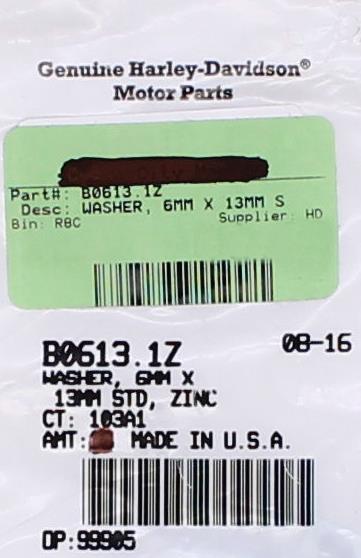 Genuine Harley-Davidson®
Motor Parts
Part#: B0613.1Z
Desc: WASHER, 6MM X 13MM S
Bin: RBC Supplier: HD
B0613.1Z 08-16
WASHER, 6MM X
13MM STD, ZINC
CT: 103A1
AMT: MADE IN U.S.A.
OP:99905